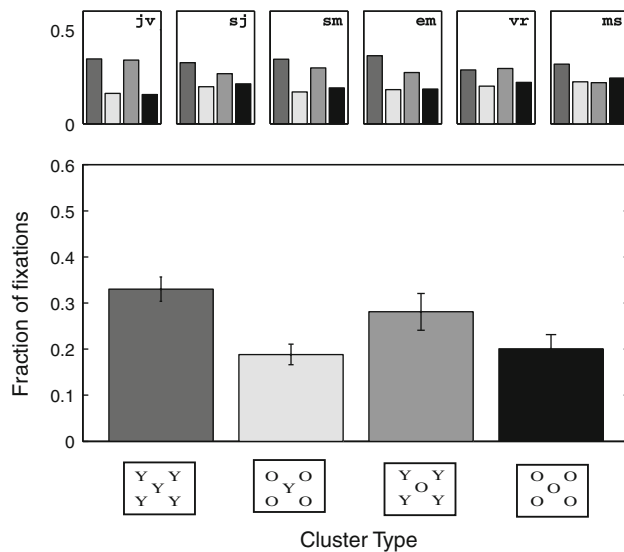 jv sj sm em vr ms
0.5
0
Fraction of fixations
0.6
0.5
0.4
0.3
0.2
0.1
0
Y Y O O Y Y O O
Y Y O O
Y Y O O Y Y O O
Cluster Type